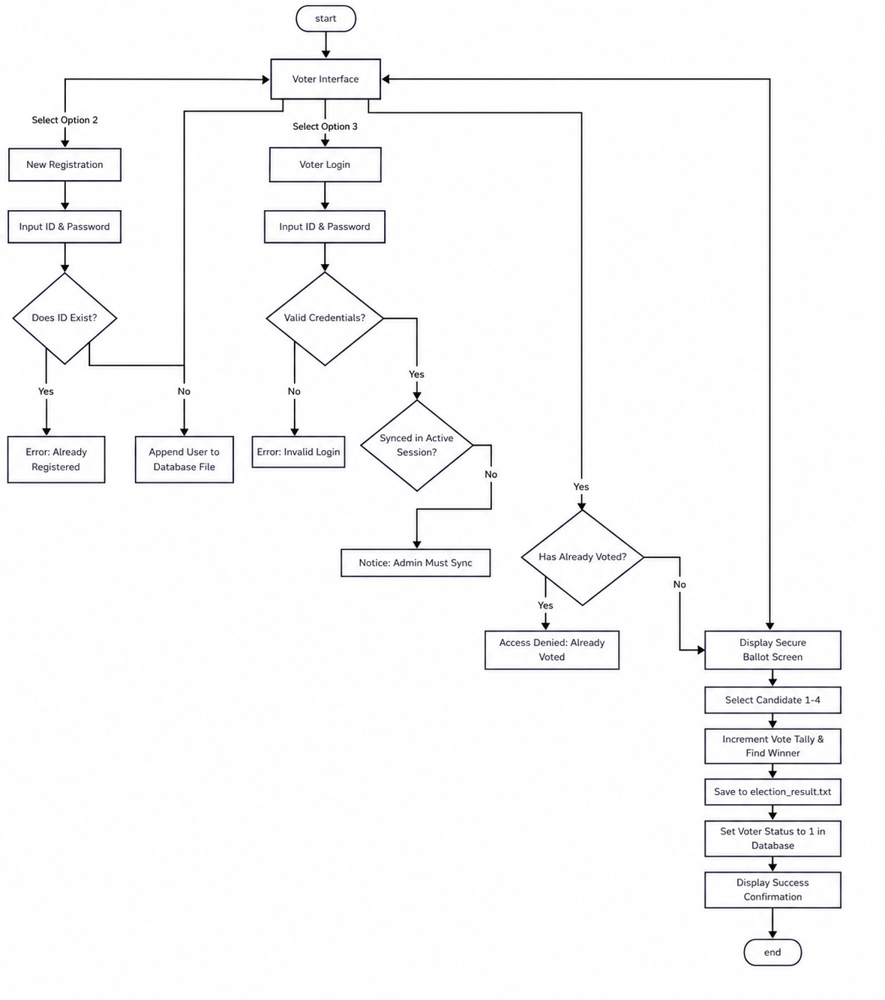 start
Voter Interface
Select Option 2
Select Option 3
New Registration
Voter Login
Input ID & Password
Input ID & Password
Does ID Exist?
Valid Credentials?
Yes
No
No
Yes
Synced in Active
Session?
Error: Already
Registered
Append User to
Database File
Error: Invalid Login
No
Yes
Notice: Admin Must Sync
Has Already Voted?
No
Yes
Access Denied: Already
Voted
Display Secure
Ballot Screen
Select Candidate 1-4
Increment Vote Tally &
Find Winner
Save to election_result.txt
Set Voter Status to 1 in
Database
Display Success
Confirmation
end